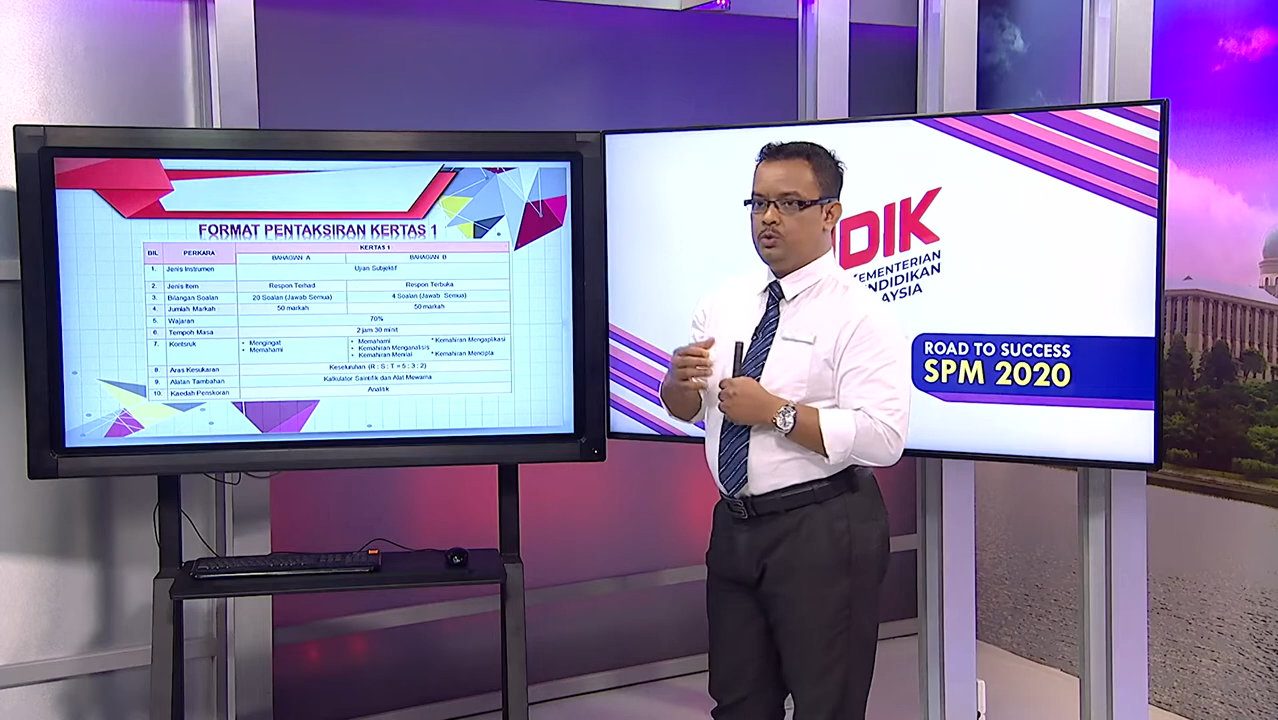 FORMAT PENTAKSIRAN KERTAS 1
BIL PERKARA KERTAS 1
BAHAGIAN A BAHAGIAN B
1. Jenis Instrumen Ujian Subjektif
2. Jenis Item Respon Terhad Respon Terbuka
3. Bilangan Soalan 20 Soalan (Jawab Semua) 4 Soalan (Jawab Semua)
4. Jumlah Markah 50 markah 50 markah
5. Wajaran 70%
6. Tempoh Masa 2 jam 30 minit
7. Kontsruk • Mengingat • Memahami * Kemahiran Mengaplikasi
• Memahami • Kemahiran Menganalisis
• Kemahiran Menilai * Kemahiran Mencipta
8. Aras Kesukaran Keseluruhan (R : S : T = 5 : 3 : 2)
9. Alatan Tambahan Kalkulator Saintifik dan Alat Mewarna
10. Kaedah Penskoran Analitik
DIK
KEMENTERIAN
PENDIDIKAN
MALAYSIA
ROAD TO SUCCESS
SPM 2020